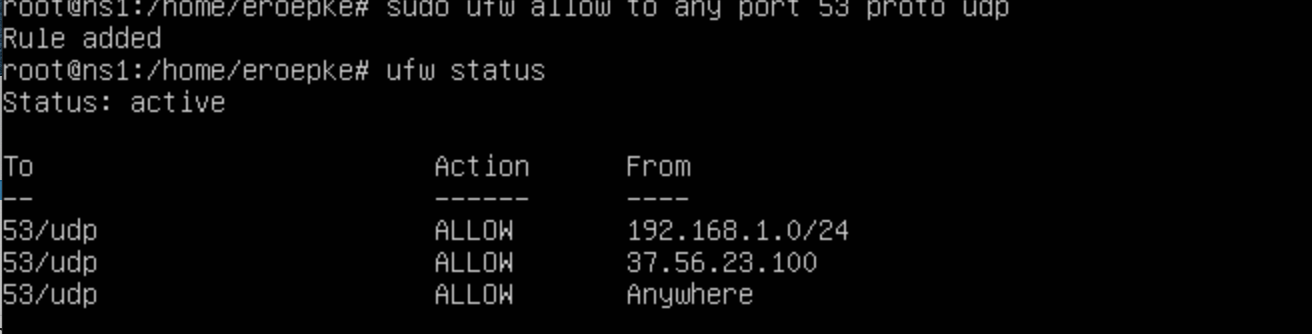 root@ns1:/home/eroepke# sudo ufw allow to any port 53 proto udp
Rule added
root@ns1:/home/eroepke# ufw status
Status: active
To Action From
-- ------ ----
53/udp ALLOW 192.168.1.0/24
53/udp ALLOW 37.56.23.100
53/udp ALLOW Anywhere